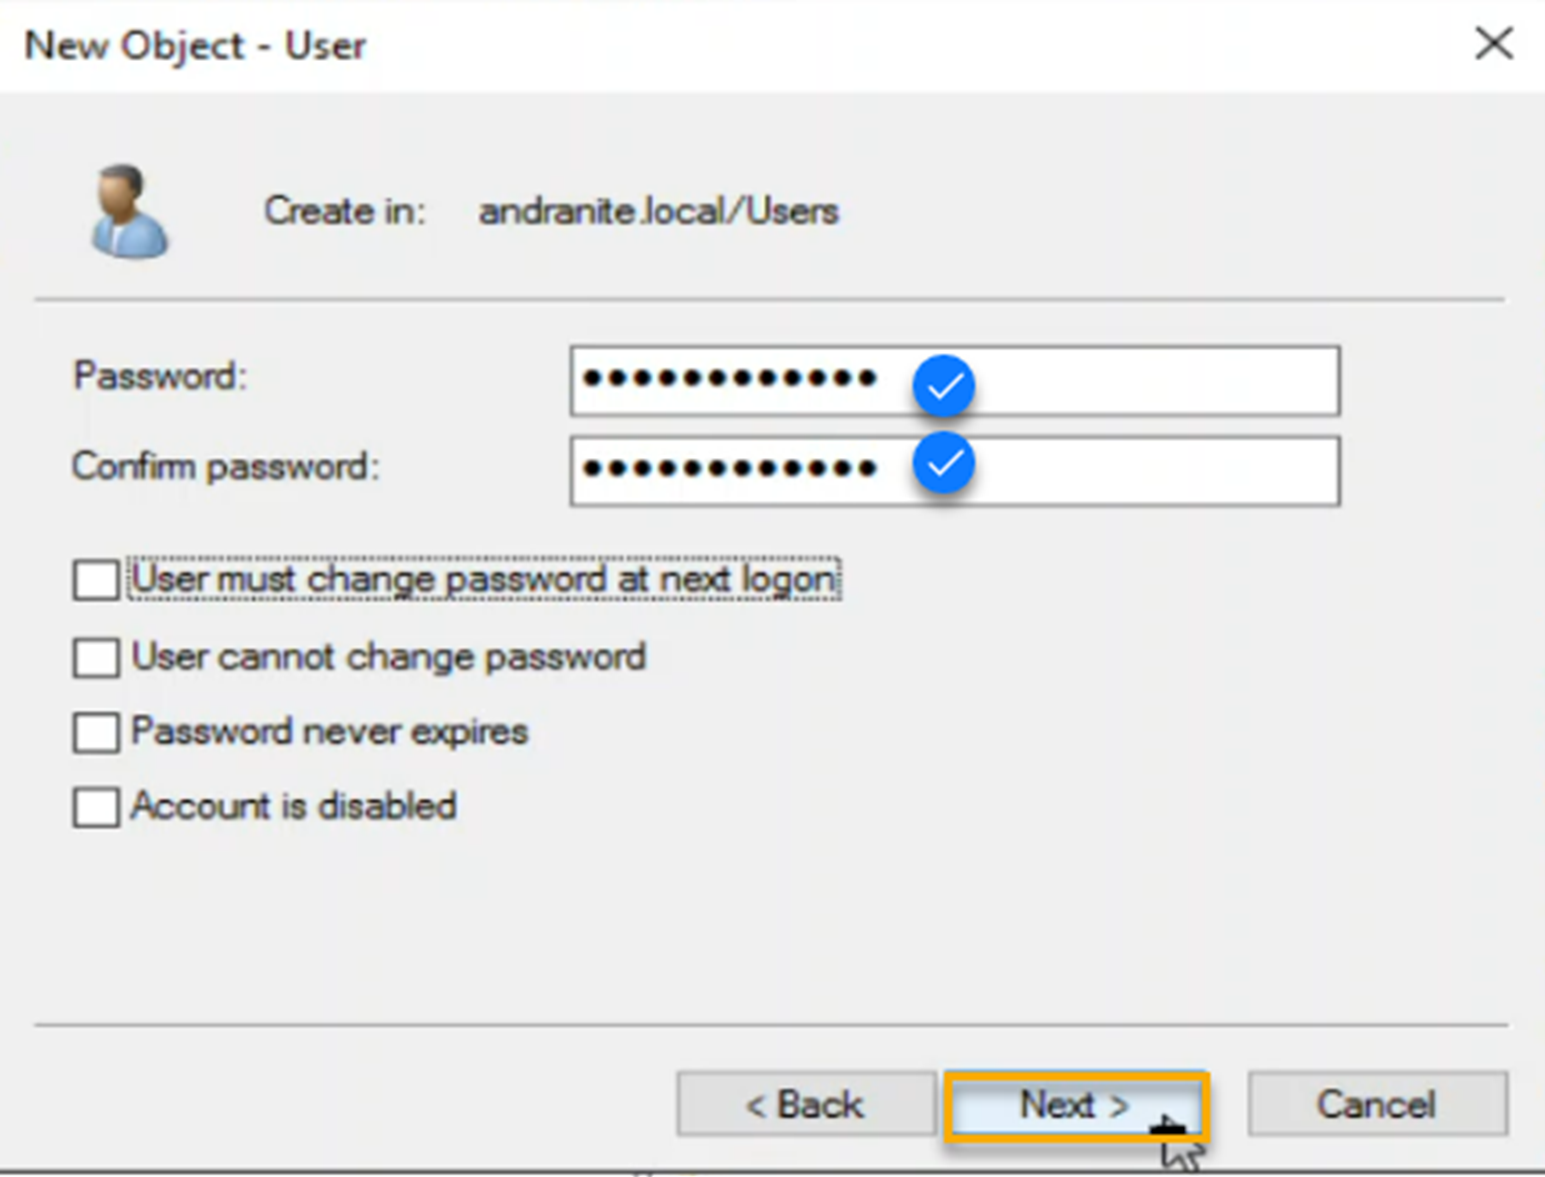 New Object - User
Create in: andranite.local/Users
Password: ••••••••••••
Confirm password: ••••••••••••
User must change password at next logon
User cannot change password
Password never expires
Account is disabled
< Back Next > Cancel